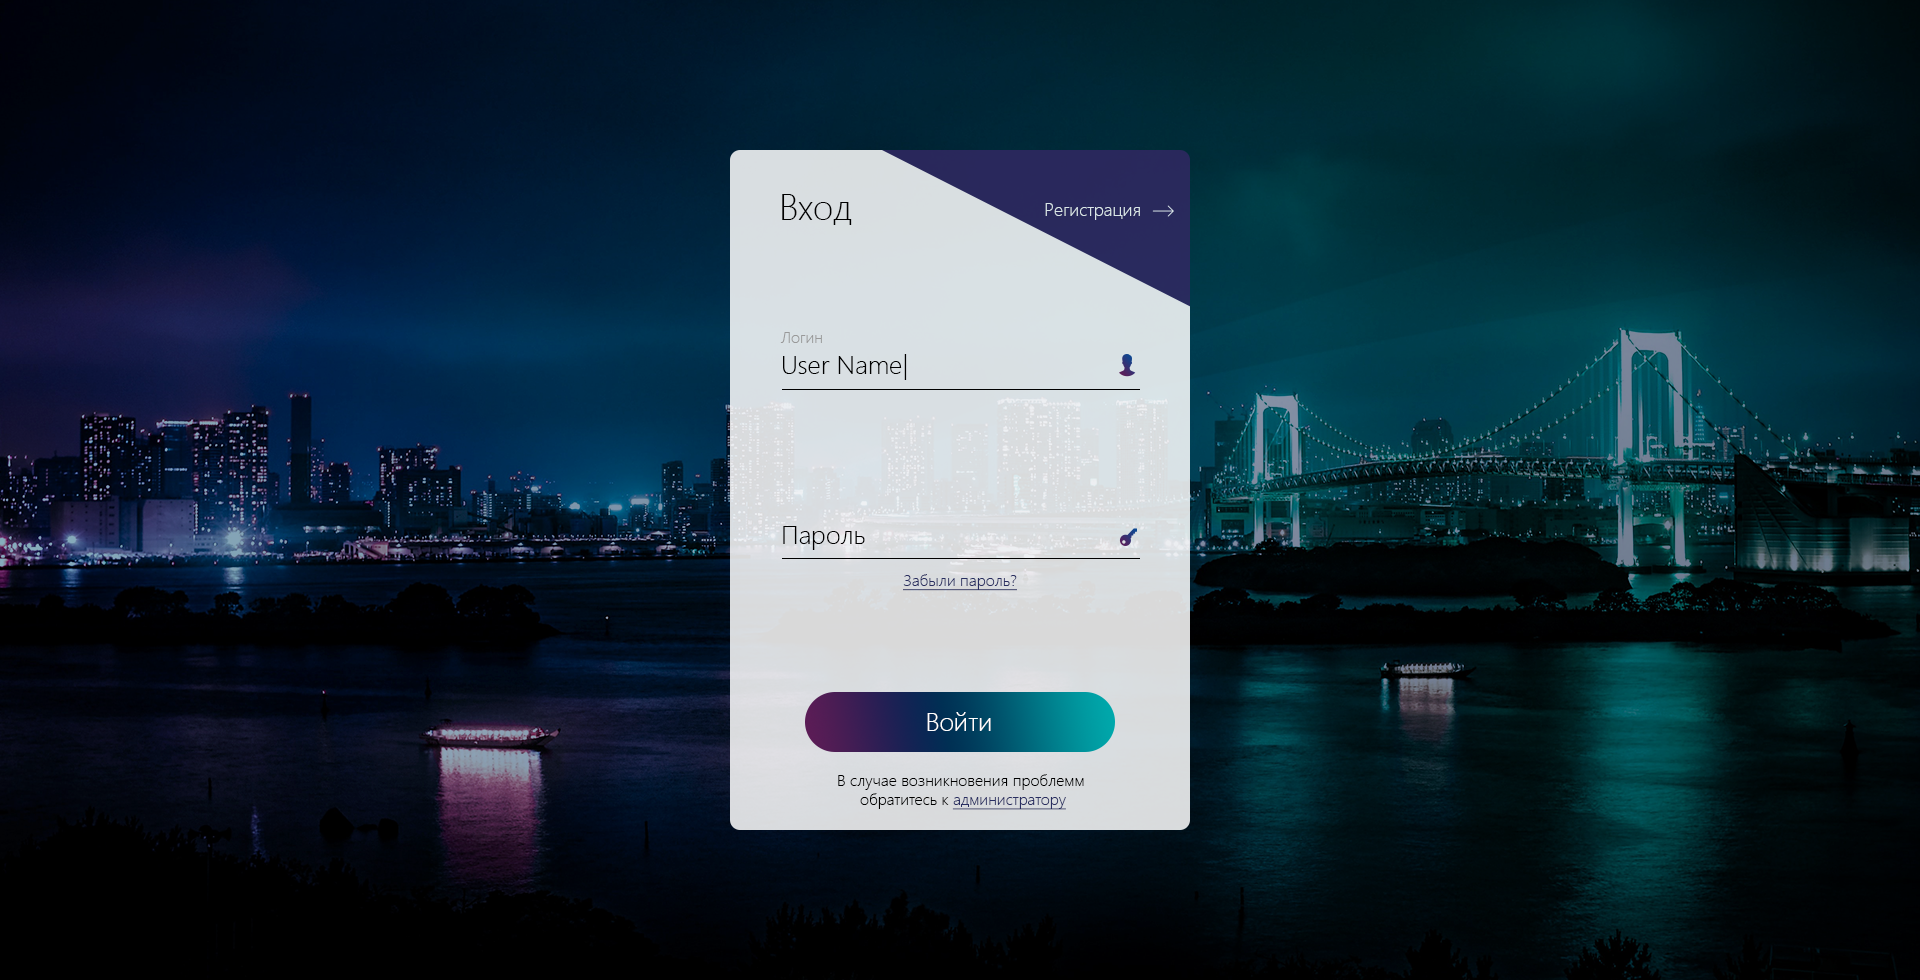 Вход
Регистрация
Логин
User Name
Пароль
Забыли пароль?
Войти
В случае возникновения проблемм
обратитесь к администратору